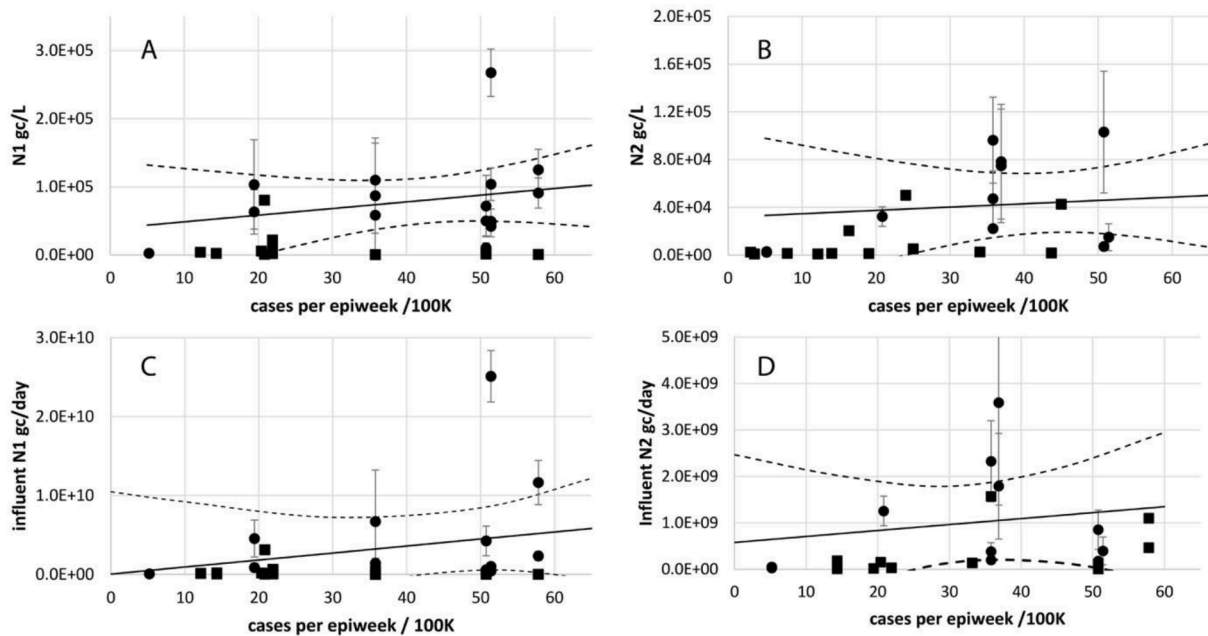 A
N1 gc/L
3.0E+05
2.0E+05
1.0E+05
0.0E+00
0 10 20 30 40 50 60
cases per epiweek /100K
B
N2 gc/L
2.0E+05
1.6E+05
1.2E+05
8.0E+04
4.0E+04
0.0E+00
0 10 20 30 40 50 60
cases per epiweek /100K
C
influent N1 gc/day
3.0E+10
2.0E+10
1.0E+10
0.0E+00
0 10 20 30 40 50 60
cases per epiweek / 100K
D
Influent N2 gc/day
5.0E+09
4.0E+09
3.0E+09
2.0E+09
1.0E+09
0.0E+00
0 10 20 30 40 50 60
cases per epiweek /100K